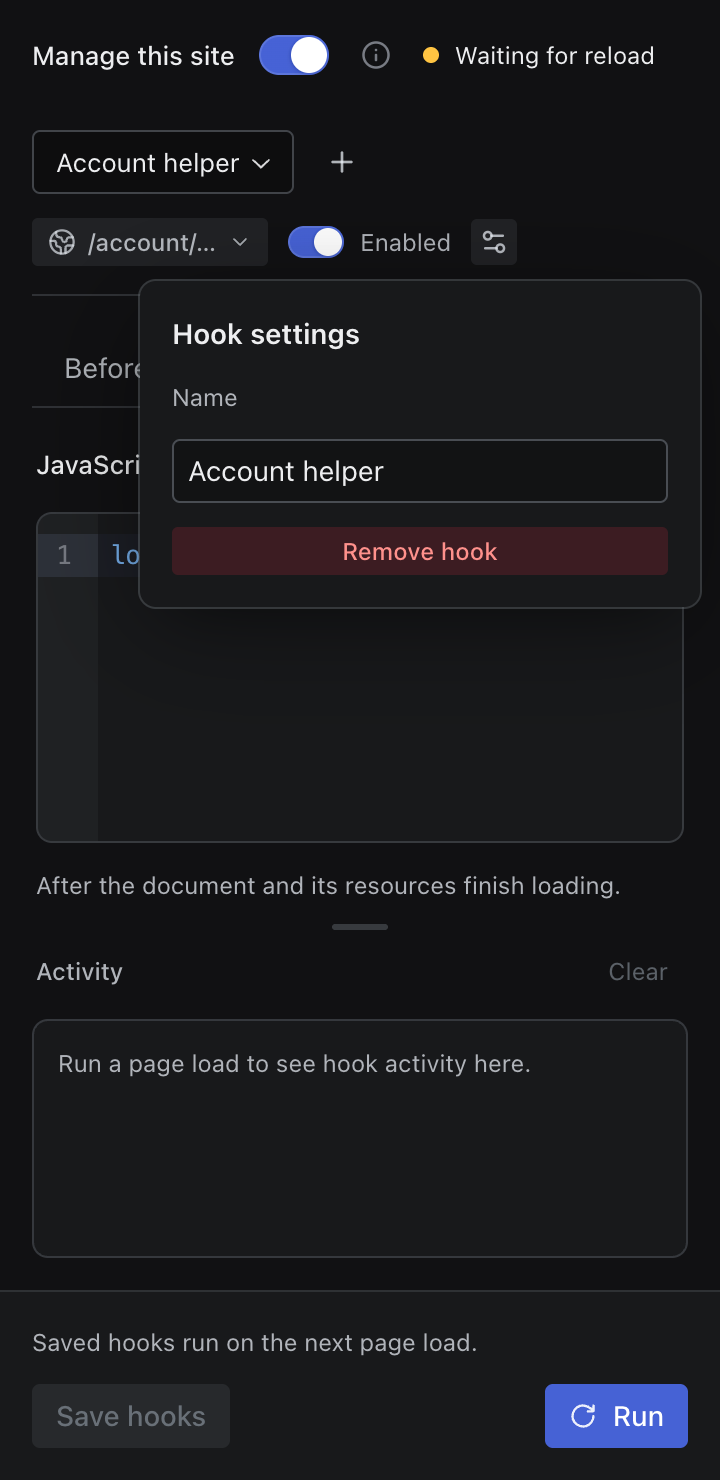 Manage this site
Waiting for reload
Account helper
/account/...
Enabled
Hook settings
Before
Name
JavaScri
Account helper
1 lo
Remove hook
After the document and its resources finish loading.
Activity
Clear
Run a page load to see hook activity here.
Saved hooks run on the next page load.
Save hooks
Run